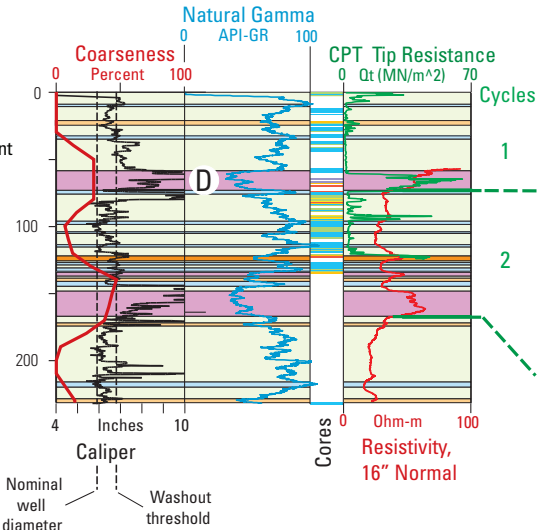 Natural Gamma
API-GR
100
Coarseness
0 Percent 100
CPT Tip Resistance
0 Qt (MN/m^2) 70
Cycles
0
nt
1
D
100
2
200
4 Inches 10
Caliper
Nominal
well
diameter
Washout
threshold
Cores
0 Ohm-m 100
Resistivity,
16” Normal